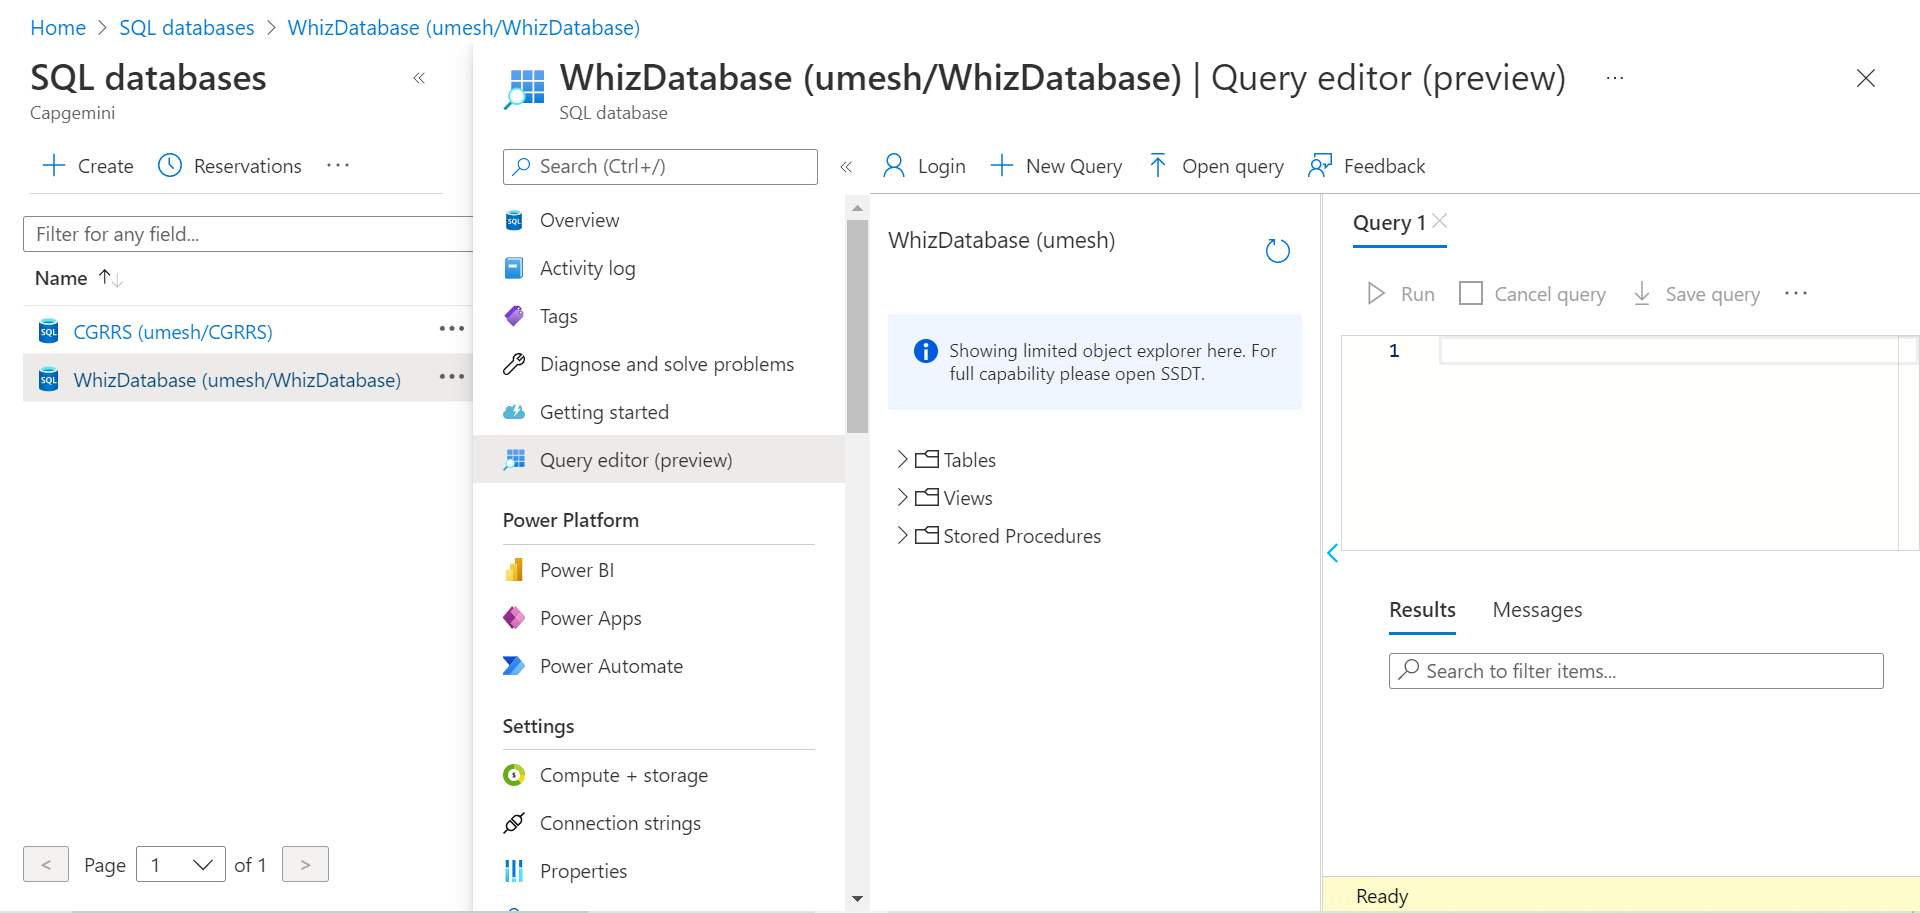 Home > SQL databases > WhizDatabase (umesh/WhizDatabase)
SQL databases
Capgemini
Create
Reservations
Filter for any field...
Name
CGRRS (umesh/CGRRS)
WhizDatabase (umesh/WhizDatabase)
< Page 1 of 1 >
WhizDatabase (umesh/WhizDatabase) | Query editor (preview)
SQL database
Search (Ctrl+/)
Overview
Activity log
Tags
Diagnose and solve problems
Getting started
Query editor (preview)
Power Platform
Power BI
Power Apps
Power Automate
Settings
Compute + storage
Connection strings
Properties
Login
New Query
Open query
Feedback
WhizDatabase (umesh)
Showing limited object explorer here. For
full capability please open SSDT.
Tables
Views
Stored Procedures
Query 1
Run
Cancel query
Save query
1
Results
Messages
Search to filter items...
Ready